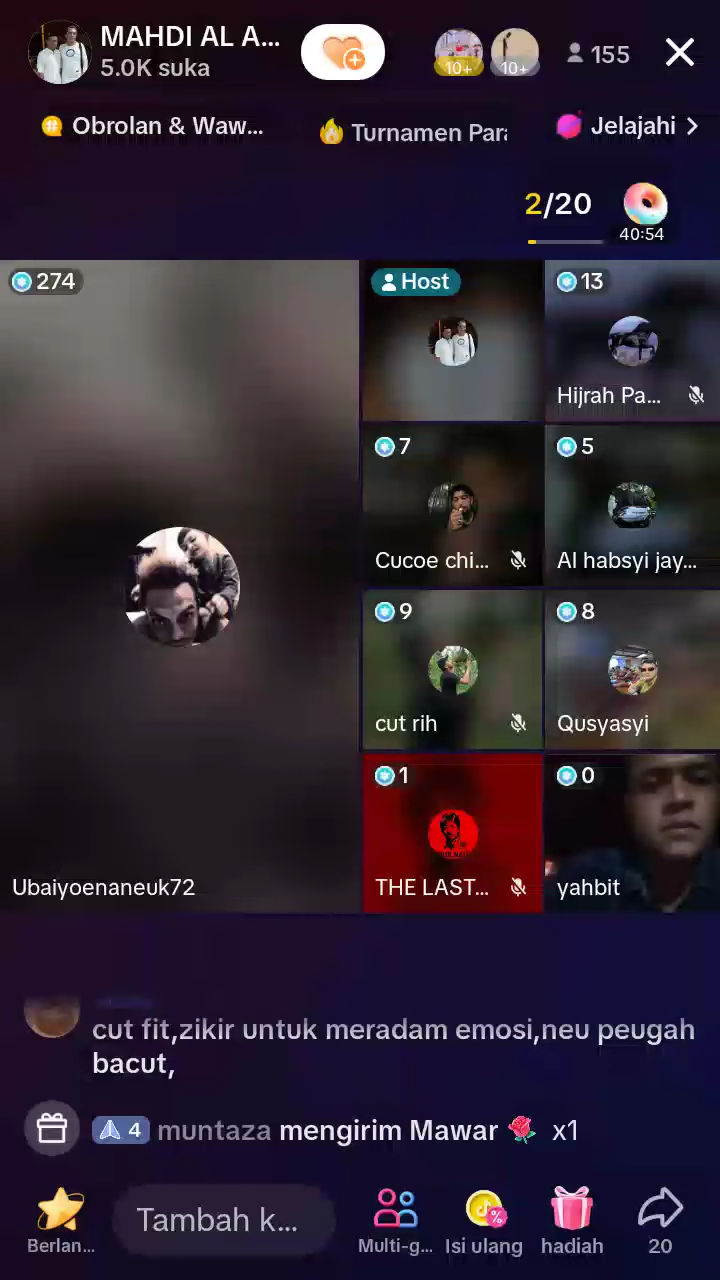 MAHDI AL A...
5.0K suka
10+
10+
155
Obrolan & Waw...
Turnamen Par
Jelajahi
2/20
40:54
274
Host
13
Hijrah Pa...
7
5
Cucoe chi...
Al habsyi jay...
9
8
cut rih
Qusyasyi
1
0
THE LAST...
yahbit
Ubaiyoenaneuk72
cut fit,zikir untuk meradam emosi,neu peugah
bacut,
4 muntaza mengirim Mawar 🌹 x1
Tambah k...
Berlan...
Multi-g...
Isi ulang
hadiah
20